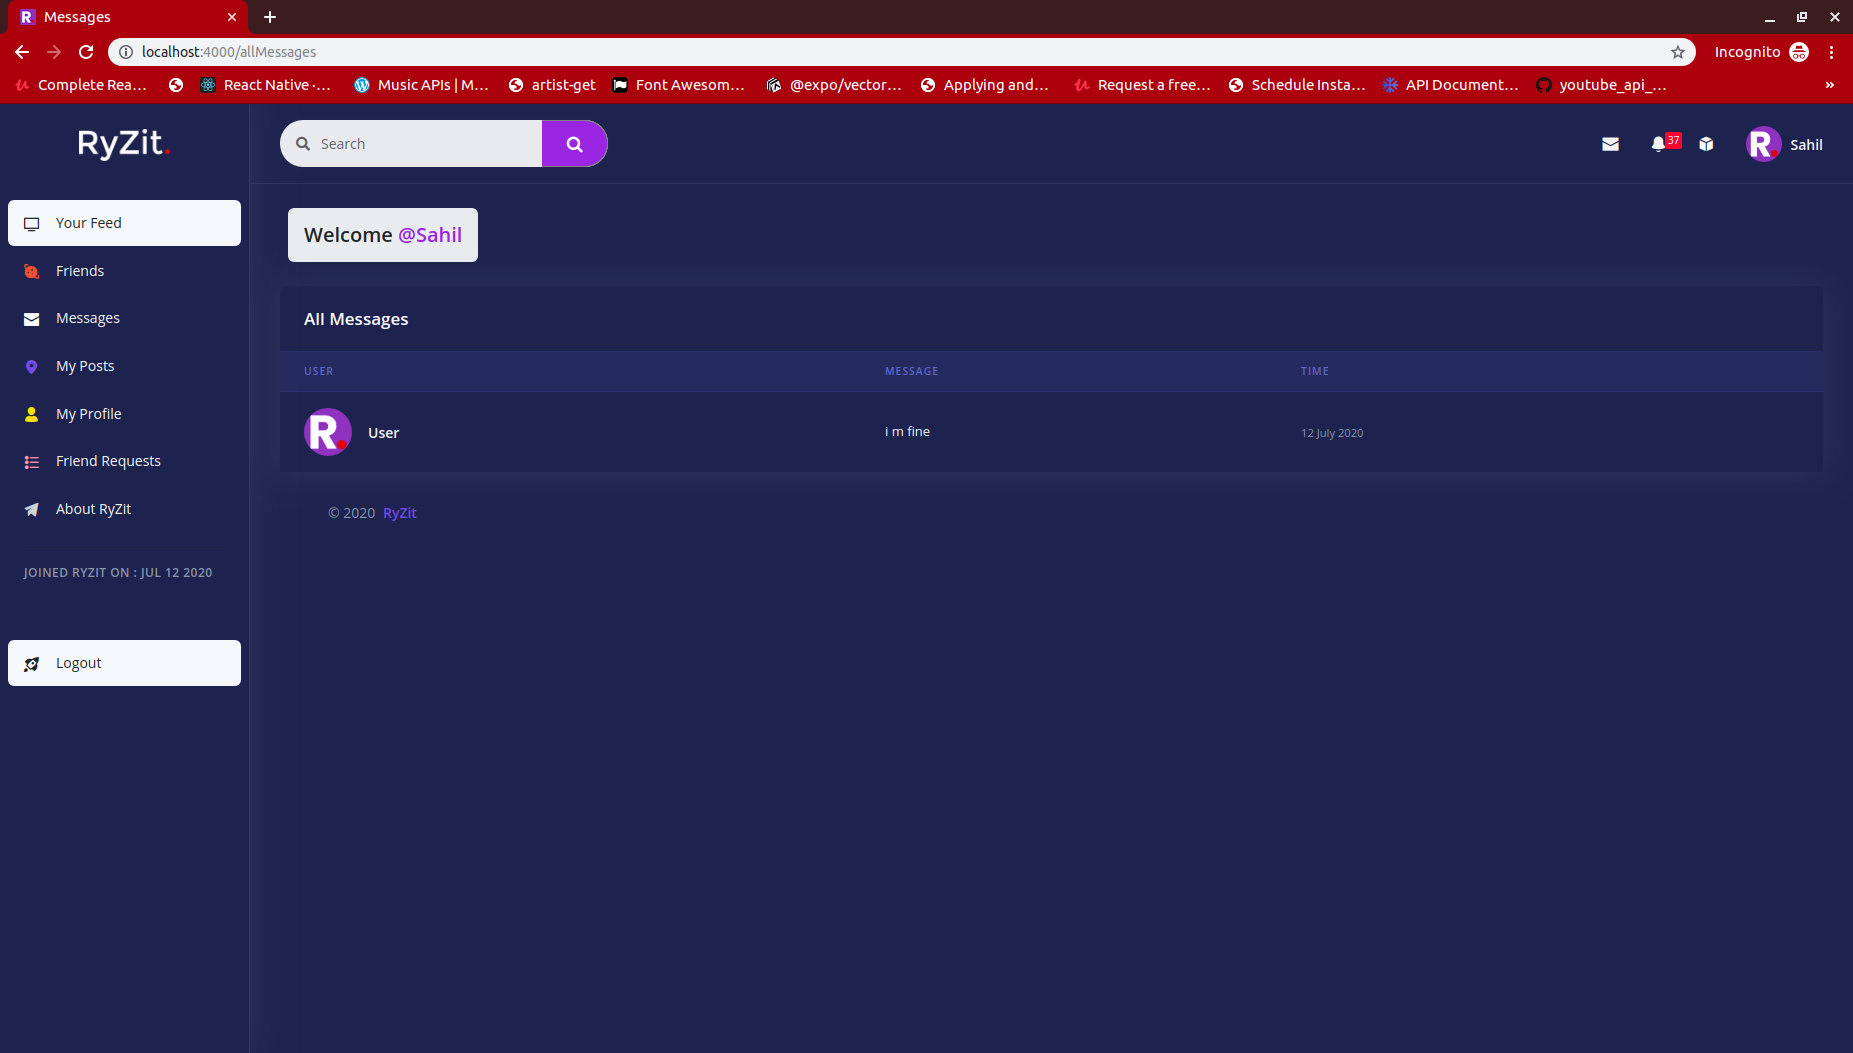 Messages
localhost:4000/allMessages
Incognito
Complete Rea...
React Native ·...
Music APIs | M...
artist-get
Font Awesom...
@expo/vector...
Applying and...
Request a free...
Schedule Insta...
API Document...
youtube_api_...
»
RyZit.
Search
37
R.
Sahil
Your Feed
Friends
Messages
My Posts
My Profile
Friend Requests
About RyZit
JOINED RYZIT ON : JUL 12 2020
Logout
Welcome @Sahil
All Messages
USER MESSAGE TIME
R. User i m fine 12 July 2020
© 2020 RyZit